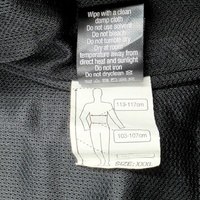 Wipe with a clean
damp cloth
Do not use solvent
Do not bleach
Do not tumble dry
Dry at room
temperature away from
direct heat and sunlight
Do not iron
Do not dryclean
113-117cm
103-107cm
SIZE: XXXL